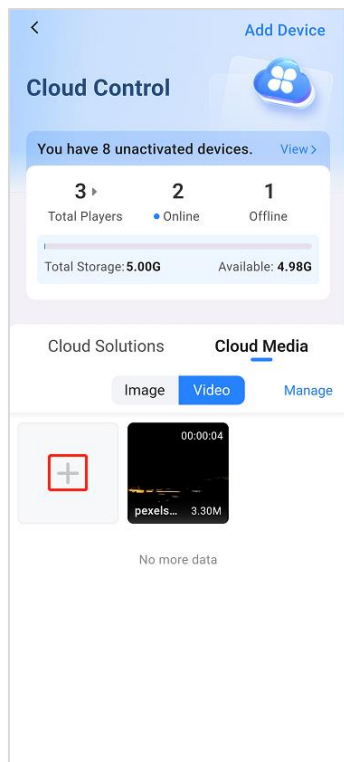 Add Device
Cloud Control
You have 8 unactivated devices. View >
3 2 1
Total Players Online Offline
Total Storage: 5.00G Available: 4.98G
Cloud Solutions Cloud Media
Image Video Manage
00:00:04
pexels... 3.30M
No more data